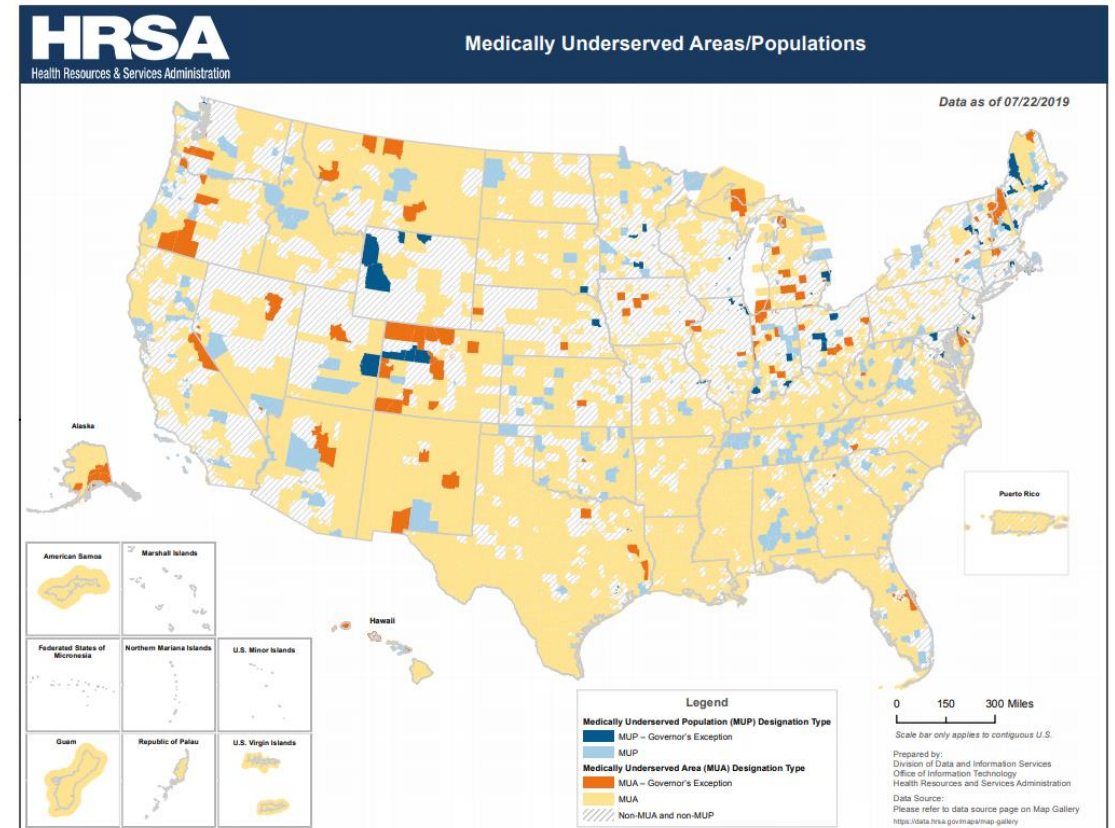 HRSA
Health Resources & Services Administration
Medically Underserved Areas/Populations
Data as of 07/22/2019
Alaska
Puerto Rico
American Samoa
Marshall Islands
Hawaii
Federated States of
Micronesia
Northern Mariana Islands
U.S. Minor Islands
Guam
Republic of Palau
U.S. Virgin Islands
Legend
Medically Underserved Population (MUP) Designation Type
MUP – Governor's Exception
MUP
Medically Underserved Area (MUA) Designation Type
MUA – Governor's Exception
MUA
Non-MUA and non-MUP
0 150 300 Miles
Scale bar only applies to contiguous U.S.
Prepared by:
Division of Data and Information Services
Office of Information Technology
Health Resources and Services Administration
Data Source:
Please refer to data source page on Map Gallery
https://data.hrsa.gov/maps/map-gallery